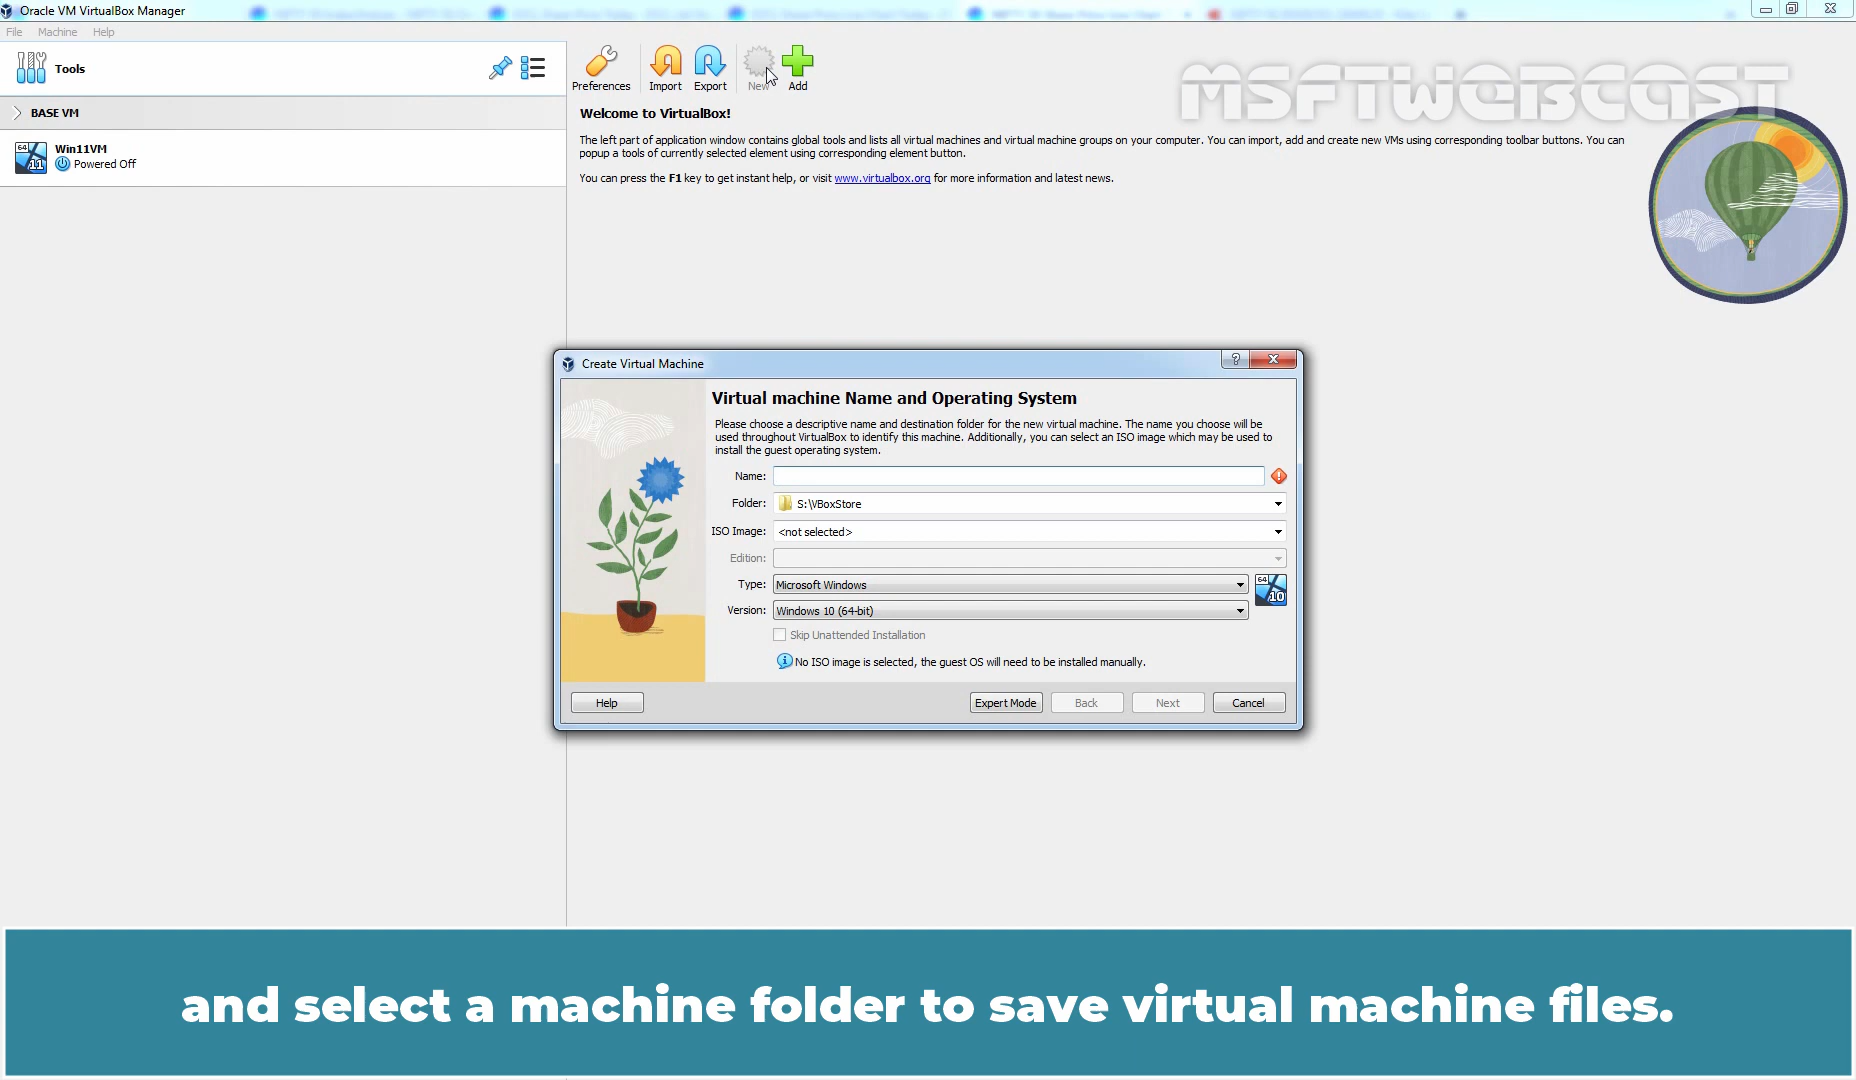 Oracle VM VirtualBox Manager
File Machine Help
Tools
Preferences
Import
Export
New
Add
MSFTWEBCAST
BASE VM
Welcome to VirtualBox!
64
11
Win11VM
Powered Off
The left part of application window contains global tools and lists all virtual machines and virtual machine groups on your computer. You can import, add and create new VMs using corresponding toolbar buttons. You can
popup a tools of currently selected element using corresponding element button.
You can press the F1 key to get instant help, or visit www.virtualbox.org for more information and latest news.
Create Virtual Machine
?
Virtual machine Name and Operating System
Please choose a descriptive name and destination folder for the new virtual machine. The name you choose will be
used throughout VirtualBox to identify this machine. Additionally, you can select an ISO image which may be used to
install the guest operating system.
Name:
Folder: S:\VBoxStore
ISO Image: <not selected>
Edition:
Type: Microsoft Windows
64
10
Version: Windows 10 (64-bit)
Skip Unattended Installation
No ISO image is selected, the guest OS will need to be installed manually.
Help
Expert Mode
Back
Next
Cancel
and select a machine folder to save virtual machine files.